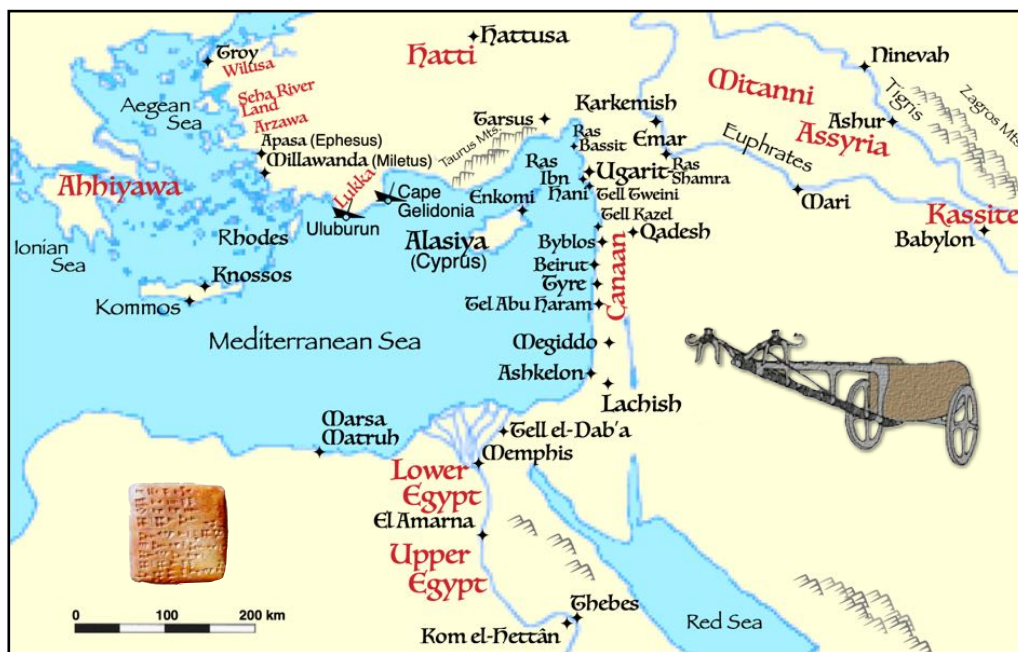 Troy
Wilusa
Hatti
Hattusa
Ninevah
Mitanni
Tigris
Zagros Mts.
Aegean
Sea
Seha River
Land
Arzawa
Apasa (Ephesus)
Millawanda (Miletus)
Tarsus
Taurus Mts.
Karkemish
Emar
Ashur
Assyria
Euphrates
Ras
Bassit
Ras
Ibn
Hani
Ugarit
Ras
Shamra
Tell Tweini
Tell Kazel
Mari
Kassite
Babylon
Ahhiyawa
Lukka
Cape
Gelidonia
Uluburun
Enkomi
Alasiya
(Cyprus)
Qadesh
Byblos
Beirut
Canaan
Tyre
Tel Abu Haram
Ionian
Sea
Rhodes
Knossos
Kommos
Mediterranean Sea
Megiddo
Ashkelon
Lachish
Marsa
Matruh
Tell el-Dab'a
Memphis
Lower
Egypt
El Amarna
Upper
Egypt
Thebes
Kom el-Hettân
Red Sea
0 100 200 km